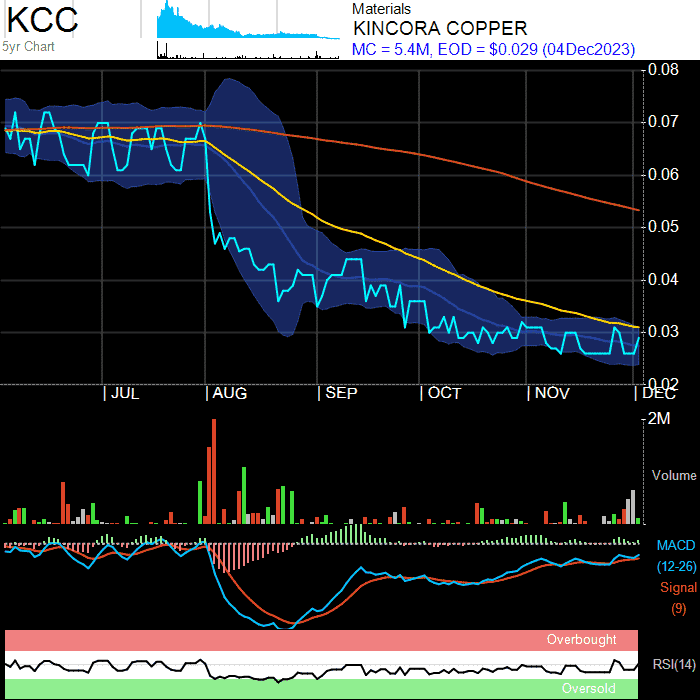 KCC
5yr Chart
Materials
KINCORA COPPER
MC = 5.4M, EOD = $0.029 (04Dec2023)
0.08
0.07
0.06
0.05
0.04
0.03
0.02
JUL AUG SEP OCT NOV DEC
2M
Volume
MACD
(12-26)
Signal
(9)
Overbought
RSI(14)
Oversold